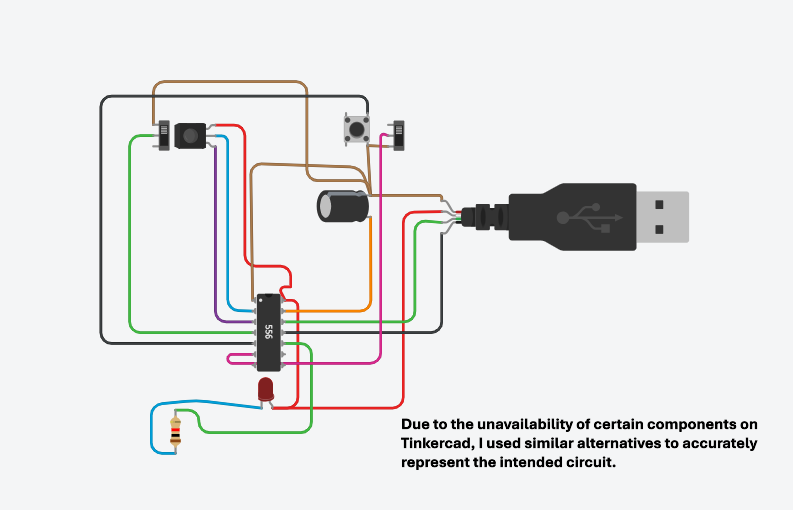 556
Due to the unavailability of certain components on
Tinkercad, I used similar alternatives to accurately
represent the intended circuit.